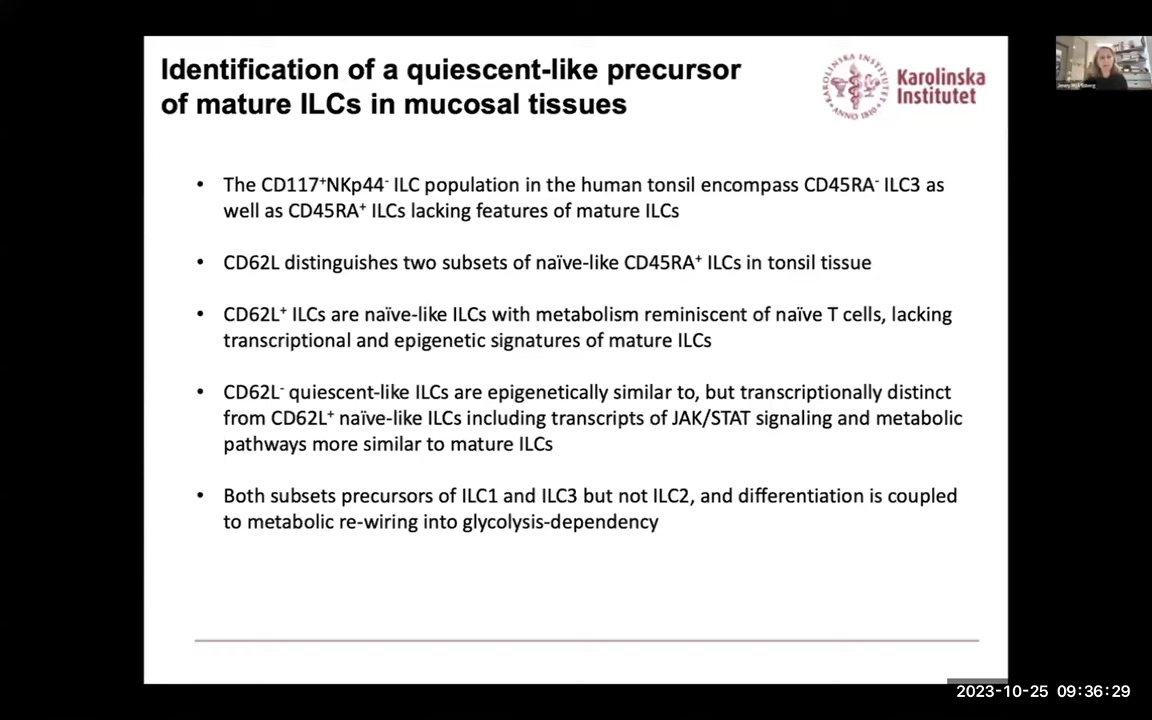 Identification of a quiescent-like precursor
of mature ILCs in mucosal tissues
KAROLINSKA INSTITUTET
ANNO 1810
Karolinska
Institutet
• The CD117⁺NKp44⁻ ILC population in the human tonsil encompass CD45RA⁻ ILC3 as
well as CD45RA⁺ ILCs lacking features of mature ILCs
• CD62L distinguishes two subsets of naïve-like CD45RA⁺ ILCs in tonsil tissue
• CD62L⁺ ILCs are naïve-like ILCs with metabolism reminiscent of naïve T cells, lacking
transcriptional and epigenetic signatures of mature ILCs
• CD62L⁻ quiescent-like ILCs are epigenetically similar to, but transcriptionally distinct
from CD62L⁺ naïve-like ILCs including transcripts of JAK/STAT signaling and metabolic
pathways more similar to mature ILCs
• Both subsets precursors of ILC1 and ILC3 but not ILC2, and differentiation is coupled
to metabolic re-wiring into glycolysis-dependency
2023-10-25 09:36:29